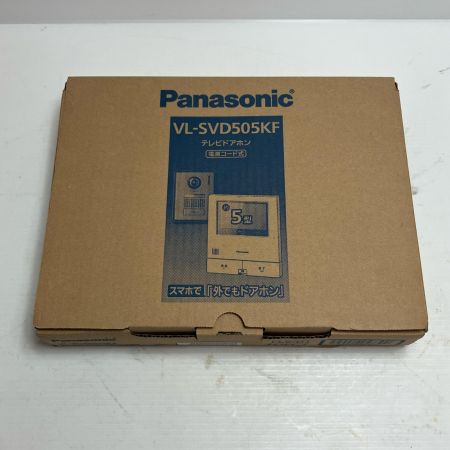 Panasonic
VL-SVD505KF
テレビドアホン
電源コード式
5型
スマホで「外でもドアホン」